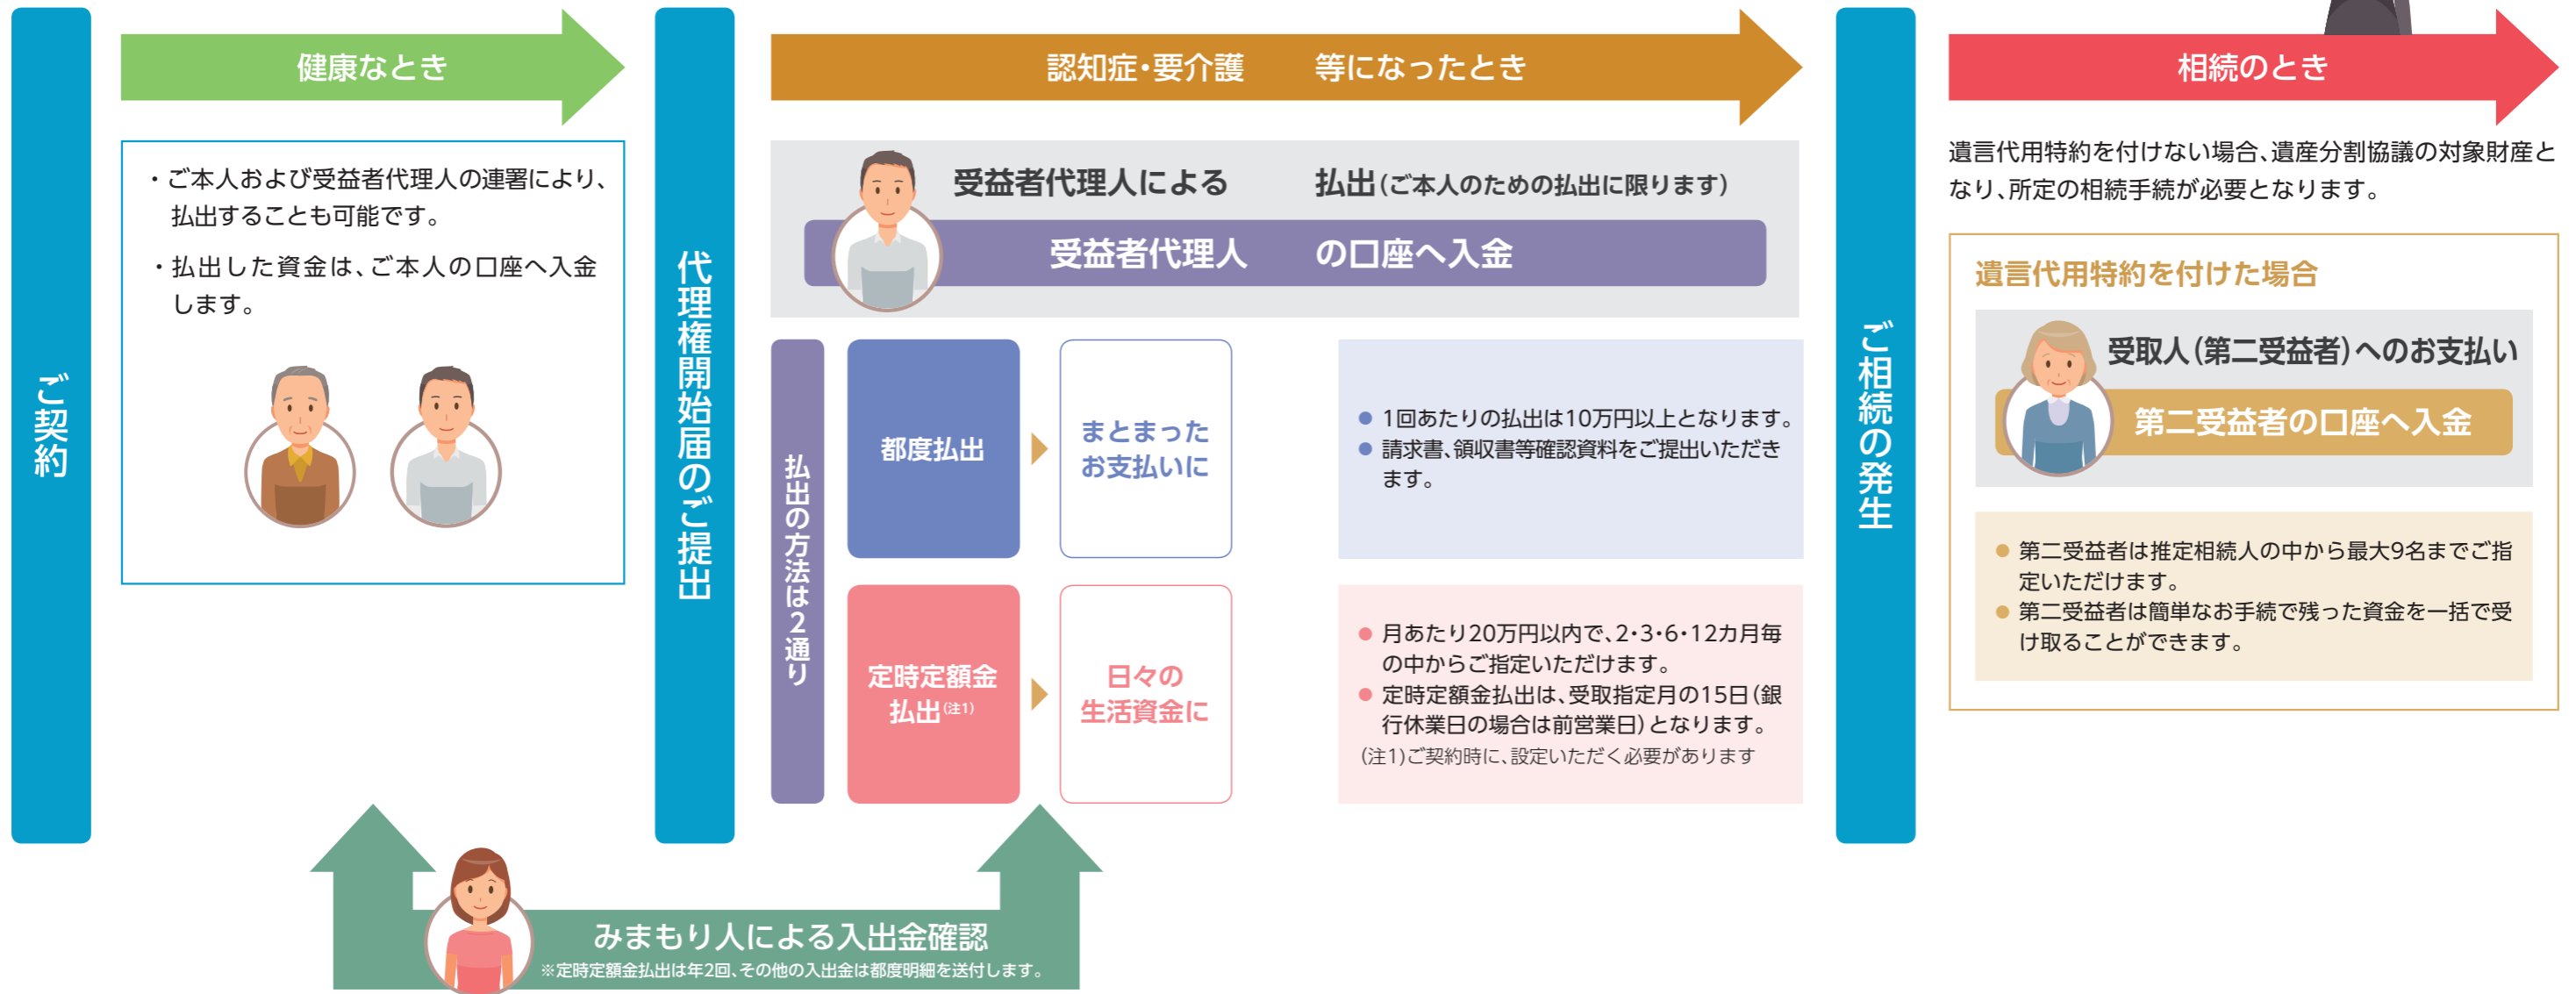 ご契約
健康なとき
・ご本人および受益者代理人の連署により、
払出することも可能です。
・払出した資金は、ご本人の口座へ入金
します。
代理権開始届のご提出
認知症・要介護 等になったとき
受益者代理人による 払出(ご本人のための払出に限ります)
受益者代理人 の口座へ入金
払出の方法は2通り
都度払出
まとまった
お支払いに
● 1回あたりの払出は10万円以上となります。
● 請求書、領収書等確認資料をご提出いただき
ます。
定時定額金
払出(注1)
日々の
生活資金に
● 月あたり20万円以内で、2・3・6・12カ月毎
の中からご指定いただけます。
● 定時定額金払出は、受取指定月の15日(銀
行休業日の場合は前営業日)となります。
(注1)ご契約時に、設定いただく必要があります
みまもり人による入出金確認
※定時定額金払出は年2回、その他の入出金は都度明細を送付します。
ご相続の発生
相続のとき
遺言代用特約を付けない場合、遺産分割協議の対象財産と
なり、所定の相続手続が必要となります。
遺言代用特約を付けた場合
受取人(第二受益者)へのお支払い
第二受益者の口座へ入金
● 第二受益者は推定相続人の中から最大9名までご指
定いただけます。
● 第二受益者は簡単なお手続で残った資金を一括で受
け取ることができます。